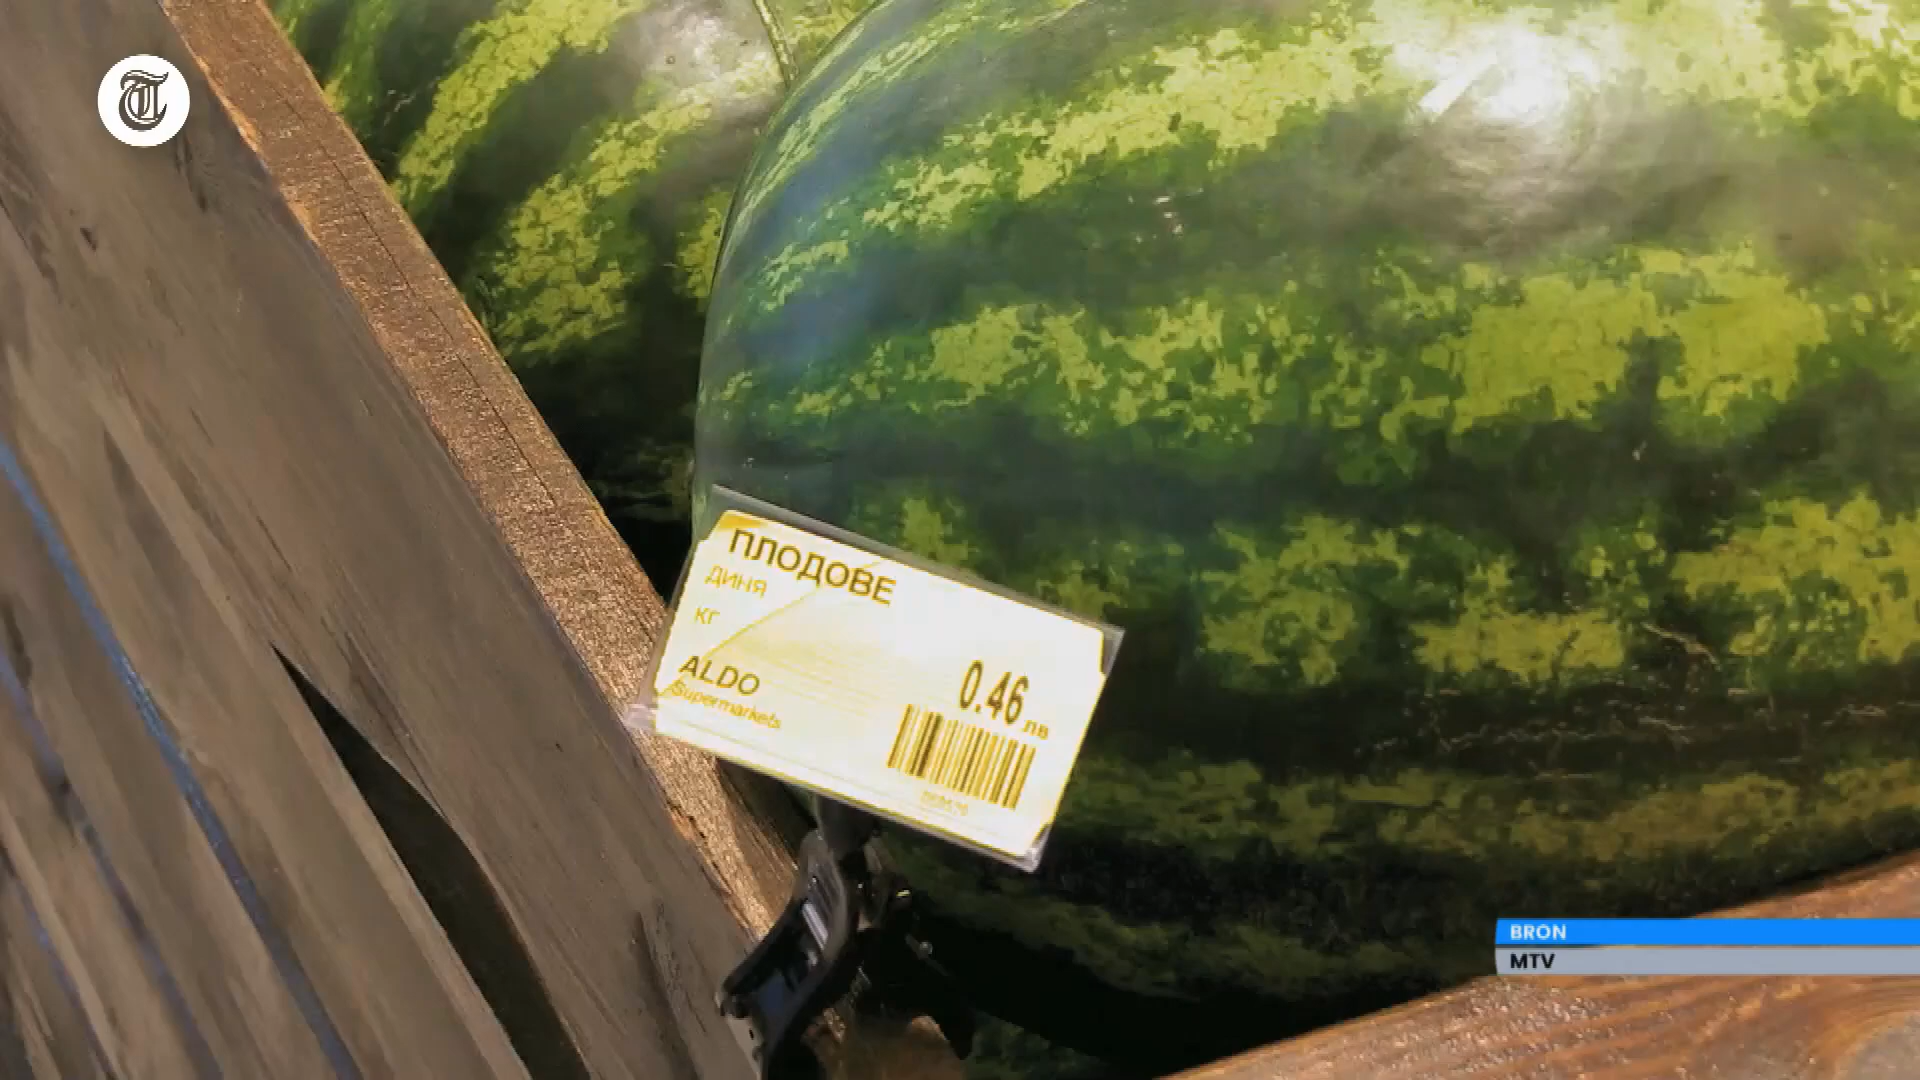 T
ПЛОДОВЕ
ДИНЯ
КГ
ALDO
Supermarkets
0.46 лв
BRON
MTV